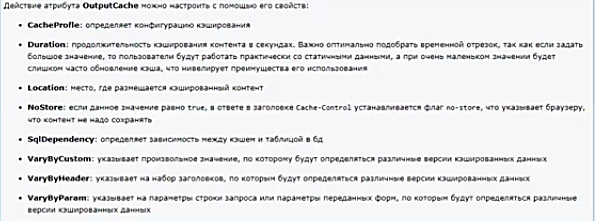 Действие атрибута OutputCache можно настроить с помощью его свойств:
CacheProfle: определяет конфигурацию кэширования
Duration: продолжительность кэширования контента в секундах. Важно оптимально подобрать временной отрезок, так как если задать
большое значение, то пользователи будут работать практически со статичными данными, а при очень маленьком значении будет
слишком часто обновление кэша, что нивелирует преимущества его использования
Location: место, где размещается кэшированный контент
NoStore: если данное значение равно true, в ответе в заголовке Cache-Control устанавливается флаг no-store, что указывает браузеру,
что контент не надо сохранять
SqlDependency: определяет зависимость между кэшем и таблицой в бд
VaryByCustom: указывает произвольное значение, по которому будут определяться различные версии кэшированных данных
VaryByHeader: указывает на набор заголовков, по которым будут определяться различные версии кэшированных данных
VaryByParam: указывает на параметры строки запроса или параметры переданных форм, по которым будут определяться различные
версии кэшированных данных